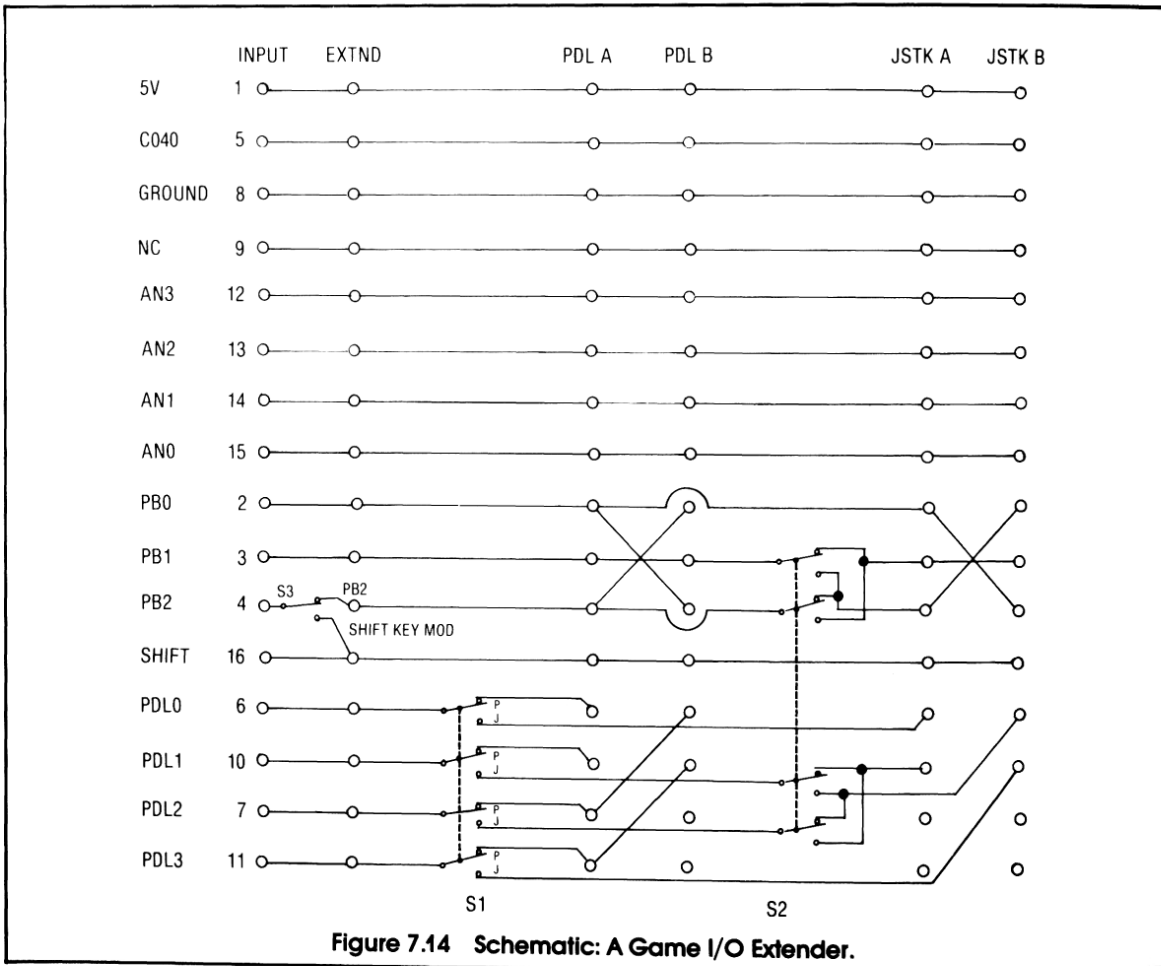 INPUT EXTND PDL A PDL B JSTK A JSTK B
5V 1
C040 5
GROUND 8
NC 9
AN3 12
AN2 13
AN1 14
AN0 15
PB0 2
PB1 3
PB2 4 S3 PB2
SHIFT KEY MOD
SHIFT 16
PDL0 6 P
J
PDL1 10 P
J
PDL2 7 P
J
PDL3 11 P
J
S1 S2
Figure 7.14 Schematic: A Game I/O Extender.